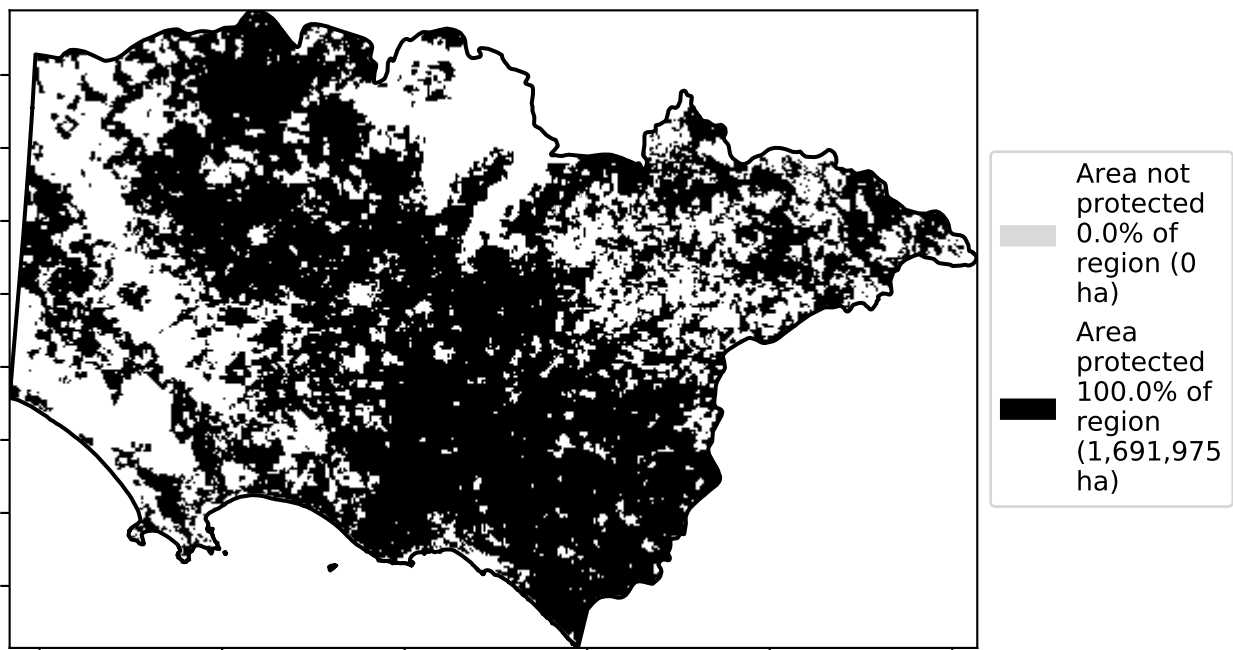 Area not
protected
0.0% of
region (0
ha)
Area
protected
100.0% of
region
(1,691,975
ha)